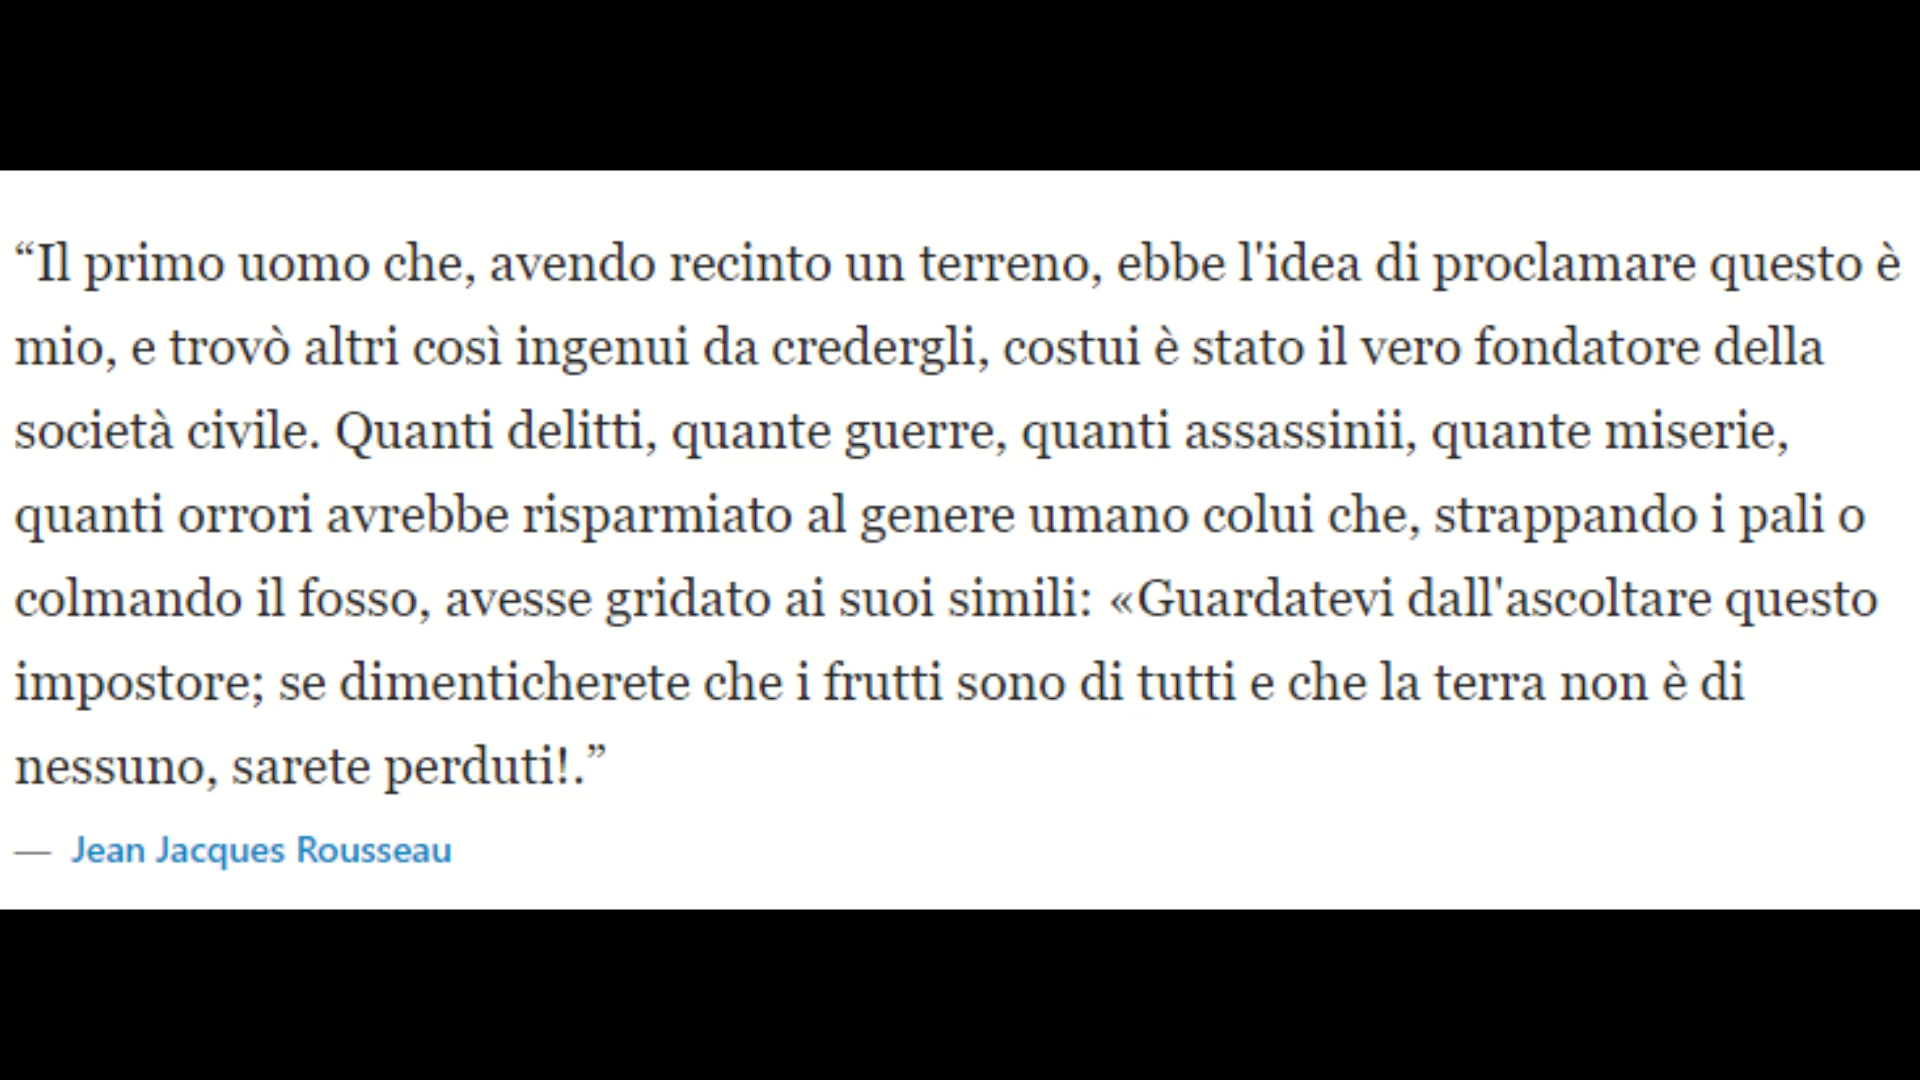 “Il primo uomo che, avendo recinto un terreno, ebbe l'idea di proclamare questo è
mio, e trovò altri così ingenui da credergli, costui è stato il vero fondatore della
società civile. Quanti delitti, quante guerre, quanti assassinii, quante miserie,
quanti orrori avrebbe risparmiato al genere umano colui che, strappando i pali o
colmando il fosso, avesse gridato ai suoi simili: «Guardatevi dall'ascoltare questo
impostore; se dimenticherete che i frutti sono di tutti e che la terra non è di
nessuno, sarete perduti!.”
— Jean Jacques Rousseau